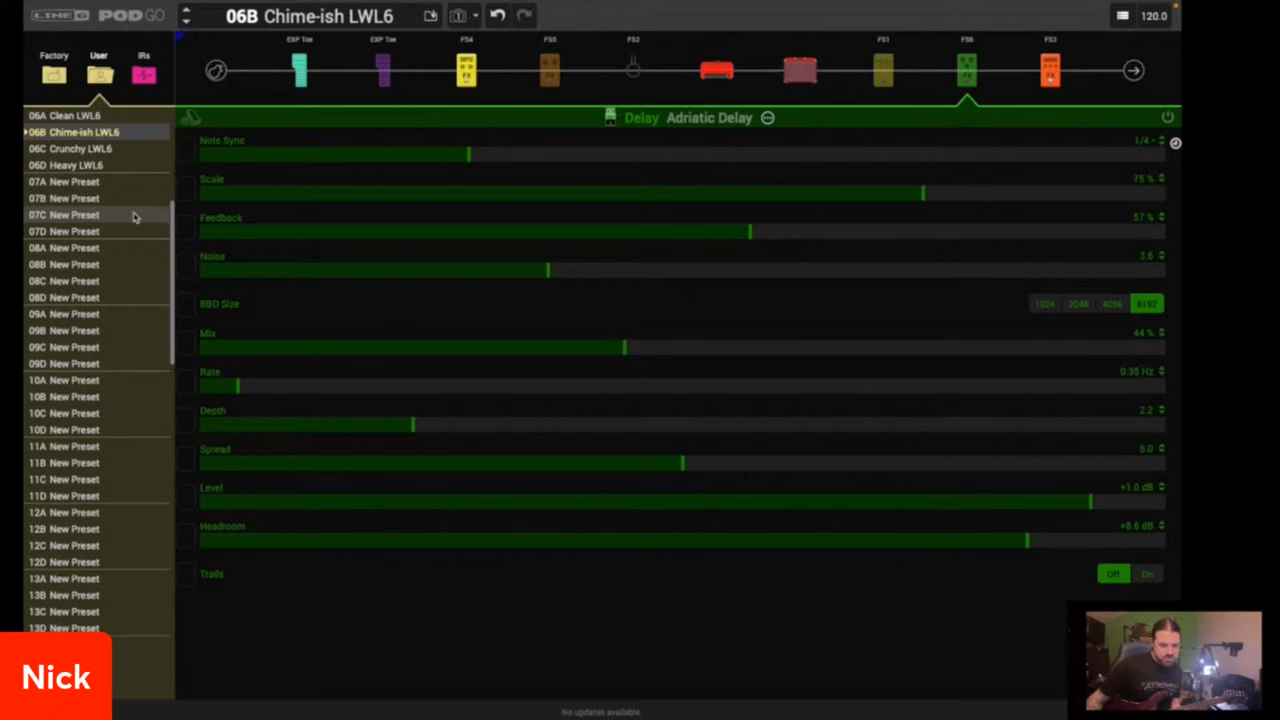 LINE 6 POD GO
06B Chime-ish LWL6
120.0
Factory User IRs
EXP Toe EXP Toe FS4 FS5 FS2 FS1 FS6 FS3
FX FX FX FX FX
06A Clean LWL6
06B Chime-ish LWL6
06C Crunchy LWL6
06D Heavy LWL6
07A New Preset
07B New Preset
07C New Preset
07D New Preset
08A New Preset
08B New Preset
08C New Preset
08D New Preset
09A New Preset
09B New Preset
09C New Preset
09D New Preset
10A New Preset
10B New Preset
10C New Preset
10D New Preset
11A New Preset
11B New Preset
11C New Preset
11D New Preset
12A New Preset
12B New Preset
12C New Preset
12D New Preset
13A New Preset
13B New Preset
13C New Preset
13D New Preset
Delay Adriatic Delay
Note Sync 1/4
Scale 75 %
Feedback 57 %
Noise 3.6
BBD Size 1024 2048 4096 8192
Mix 44 %
Rate 0.35 Hz
Depth 2.2
Spread 5.0
Level +1.0 dB
Headroom +8.6 dB
Trails Off On
Nick
No updates available.